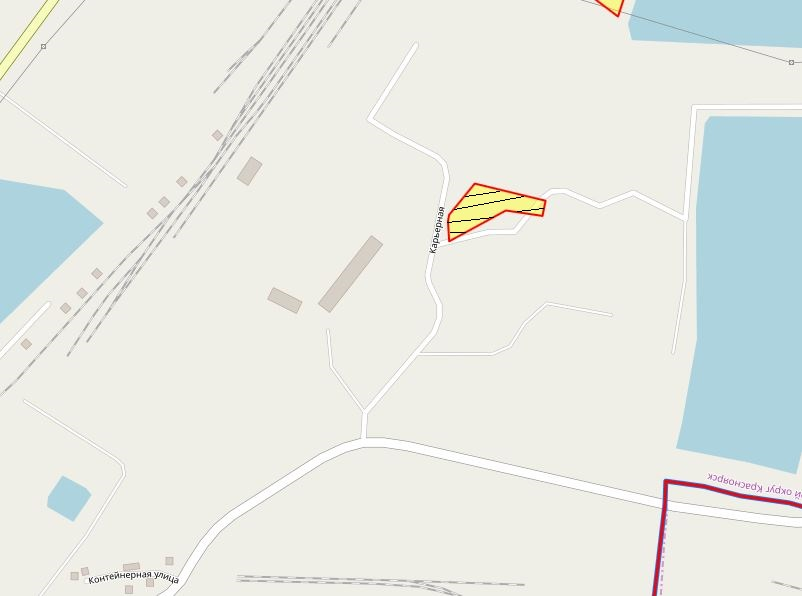 Карьерная
й округ Красноярск
Контейнерная улица